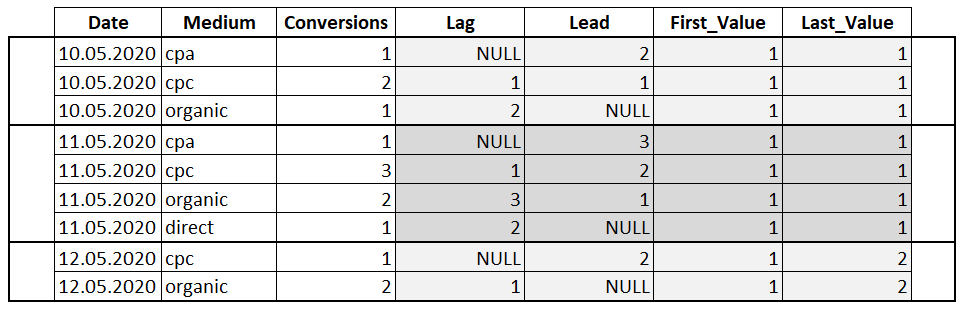 Date Medium Conversions Lag Lead First_Value Last_Value
10.05.2020 cpa 1 NULL 2 1 1
10.05.2020 cpc 2 1 1 1 1
10.05.2020 organic 1 2 NULL 1 1
11.05.2020 cpa 1 NULL 3 1 1
11.05.2020 cpc 3 1 2 1 1
11.05.2020 organic 2 3 1 1 1
11.05.2020 direct 1 2 NULL 1 1
12.05.2020 cpc 1 NULL 2 1 2
12.05.2020 organic 2 1 NULL 1 2